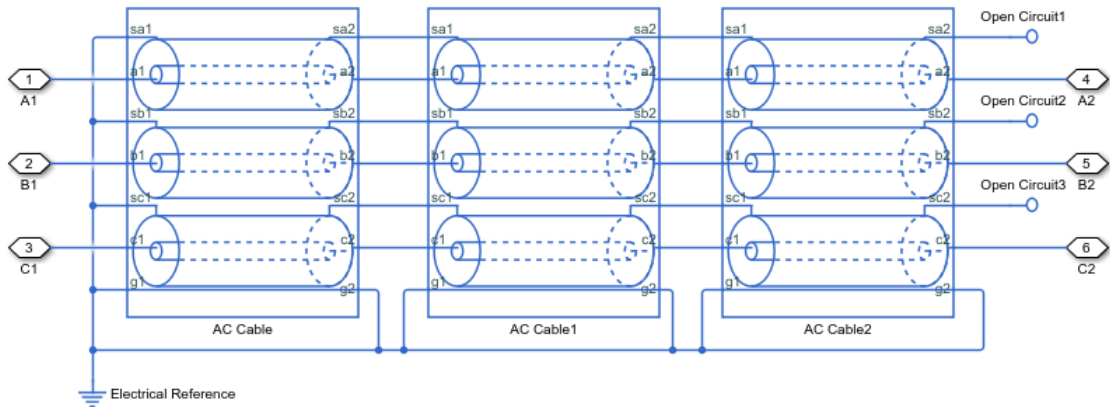 sa1 sa2 sa1 sa2 sa1 sa2 Open Circuit1
1 a1 a2 a1 a2 a1 a2 4
A1 A2
sb1 sb2 sb1 sb2 sb1 sb2 Open Circuit2
2 b1 b2 b1 b2 b1 b2 5
B1 B2
sc1 sc2 sc1 sc2 sc1 sc2 Open Circuit3
3 c1 c2 c1 c2 c1 c2 6
C1 C2
g1 g2 g1 g2 g1 g2
AC Cable AC Cable1 AC Cable2
Electrical Reference